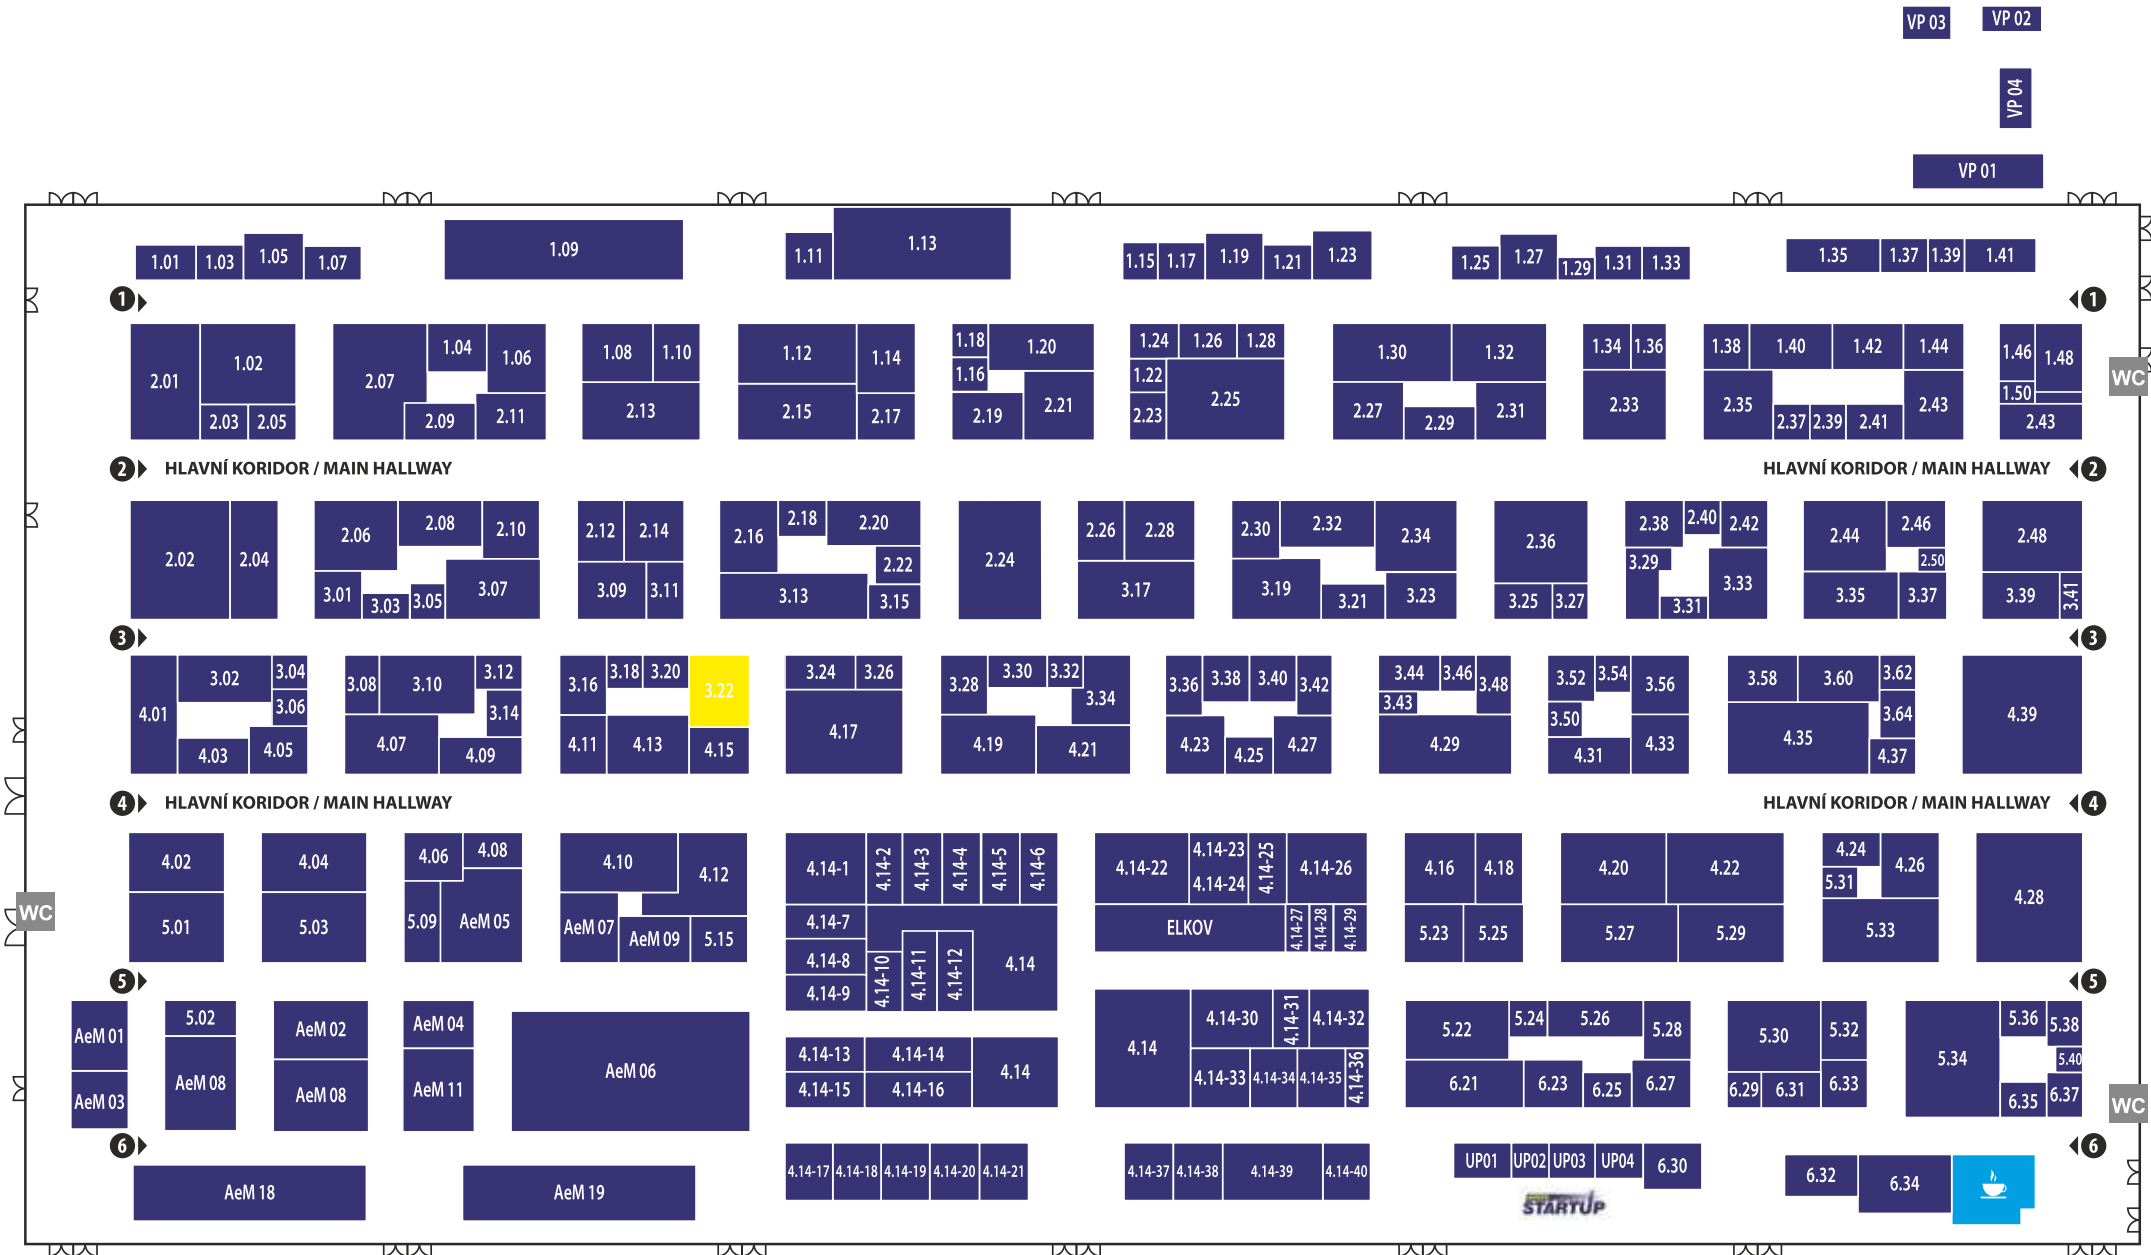 VP 03
VP 02
VP 04
VP 01
1.01 1.03 1.05 1.07 1.09 1.11 1.13 1.15 1.17 1.19 1.21 1.23 1.25 1.27 1.29 1.31 1.33 1.35 1.37 1.39 1.41
1 1
2.01 1.02 2.07 1.04 1.06 1.08 1.10 1.12 1.14 1.18 1.20 1.24 1.26 1.28 1.30 1.32 1.34 1.36 1.38 1.40 1.42 1.44 1.46 1.48
1.16 1.22 1.50
WC
2.03 2.05 2.09 2.11 2.13 2.15 2.17 2.19 2.21 2.23 2.25 2.27 2.29 2.31 2.33 2.35 2.37 2.39 2.41 2.43 2.43
2 HLAVNÍ KORIDOR / MAIN HALLWAY HLAVNÍ KORIDOR / MAIN HALLWAY 2
2.02 2.04 2.06 2.08 2.10 2.12 2.14 2.16 2.18 2.20 2.22 2.24 2.26 2.28 2.30 2.32 2.34 2.36 2.38 2.40 2.42 2.44 2.46 2.50 2.48
3.01 3.03 3.05 3.07 3.09 3.11 3.13 3.15 3.17 3.19 3.21 3.23 3.25 3.27 3.29 3.31 3.33 3.35 3.37 3.39 3.41
3 3
4.01 3.02 3.04 3.06 3.08 3.10 3.12 3.14 3.16 3.18 3.20 3.22 3.24 3.26 3.28 3.30 3.32 3.34 3.36 3.38 3.40 3.42 3.44 3.46 3.48 3.43 3.52 3.54 3.56 3.50 3.58 3.60 3.62 3.64 4.39
4.03 4.05 4.07 4.09 4.11 4.13 4.15 4.17 4.19 4.21 4.23 4.25 4.27 4.29 4.31 4.33 4.35 4.37
4 HLAVNÍ KORIDOR / MAIN HALLWAY HLAVNÍ KORIDOR / MAIN HALLWAY 4
4.02 4.04 4.06 4.08 4.10 4.12 4.14-1 4.14-2 4.14-3 4.14-4 4.14-5 4.14-6 4.14-22 4.14-23 4.14-24 4.14-25 4.14-26 4.16 4.18 4.20 4.22 4.24 4.26 5.31 4.28
WC
5.01 5.03 5.09 AeM 05 AeM 07 AeM 09 5.15 4.14-7 4.14-8 4.14-9 4.14-10 4.14-11 4.14-12 4.14 ELKOV 4.14-27 4.14-28 4.14-29 5.23 5.25 5.27 5.29 5.33
5 5
AeM 01 5.02 AeM 02 AeM 04 AeM 06 4.14-13 4.14-14 4.14 4.14 4.14-30 4.14-31 4.14-32 5.22 5.24 5.26 5.28 5.30 5.32 5.34 5.36 5.38 5.40
AeM 03 AeM 08 AeM 08 AeM 11 4.14-15 4.14-16 4.14-33 4.14-34 4.14-35 4.14-36 6.21 6.23 6.25 6.27 6.29 6.31 6.33 6.35 6.37
WC
6 6
AeM 18 AeM 19 4.14-17 4.14-18 4.14-19 4.14-20 4.14-21 4.14-37 4.14-38 4.14-39 4.14-40 UP01 UP02 UP03 UP04 6.30 6.32 6.34
STARTUP